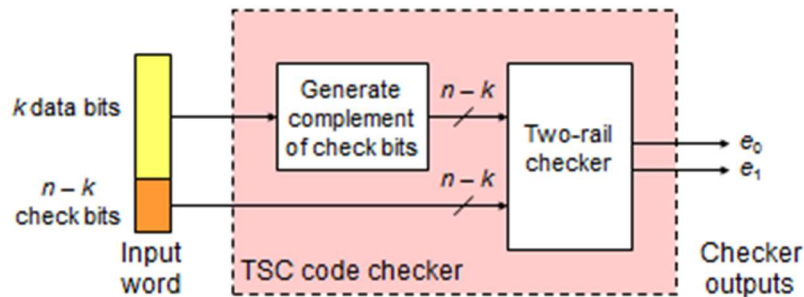 k data bits
n – k
check bits
Input
word
Generate
complement
of check bits
n – k
n – k
Two-rail
checker
TSC code checker
e₀
e₁
Checker
outputs